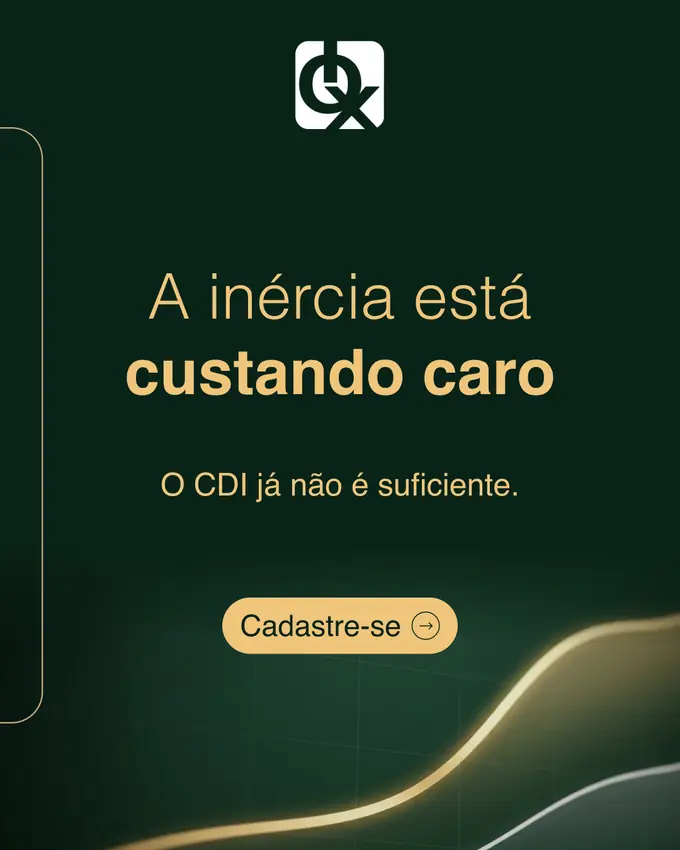 A inércia está
custando caro
O CDI já não é suficiente.
Cadastre-se